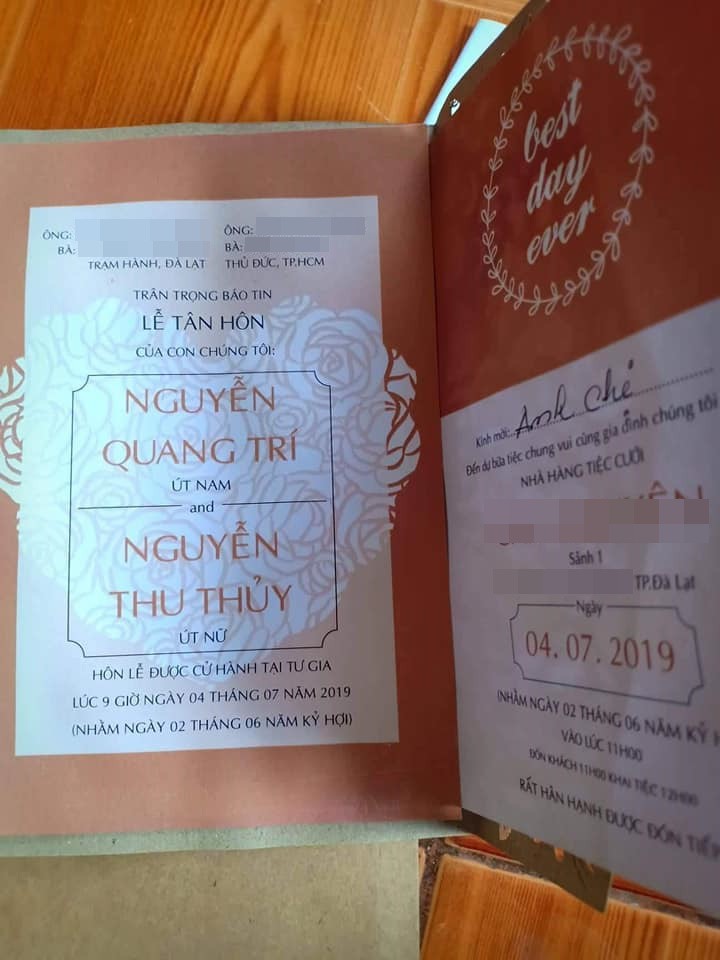 ÔNG:
BÀ:
TRẠM HÀNH, ĐÀ LẠT
ÔNG:
BÀ:
THỦ ĐỨC, TP.HCM
TRÂN TRỌNG BÁO TIN
LỄ TÂN HÔN
CỦA CON CHÚNG TÔI:
NGUYỄN
QUANG TRÍ
ÚT NAM
and
NGUYỄN
THU THỦY
ÚT NỮ
HÔN LỄ ĐƯỢC CỬ HÀNH TẠI TƯ GIA
LÚC 9 GIỜ NGÀY 04 THÁNG 07 NĂM 2019
(NHẰM NGÀY 02 THÁNG 06 NĂM KỶ HỢI)
best
day
ever
Kính mời: Anh Chế
Đến dự bữa tiệc chung vui cùng gia đình chúng tôi
NHÀ HÀNG TIỆC CƯỚI
Sảnh 1
TP.Đà Lạt
Ngày
04. 07. 2019
(NHẰM NGÀY 02 THÁNG 06 NĂM KỶ H
VÀO LÚC 11H00
ĐÓN KHÁCH 11H00 KHAI TIỆC 12H00
RẤT HÂN HẠNH ĐƯỢC ĐÓN TIẾP